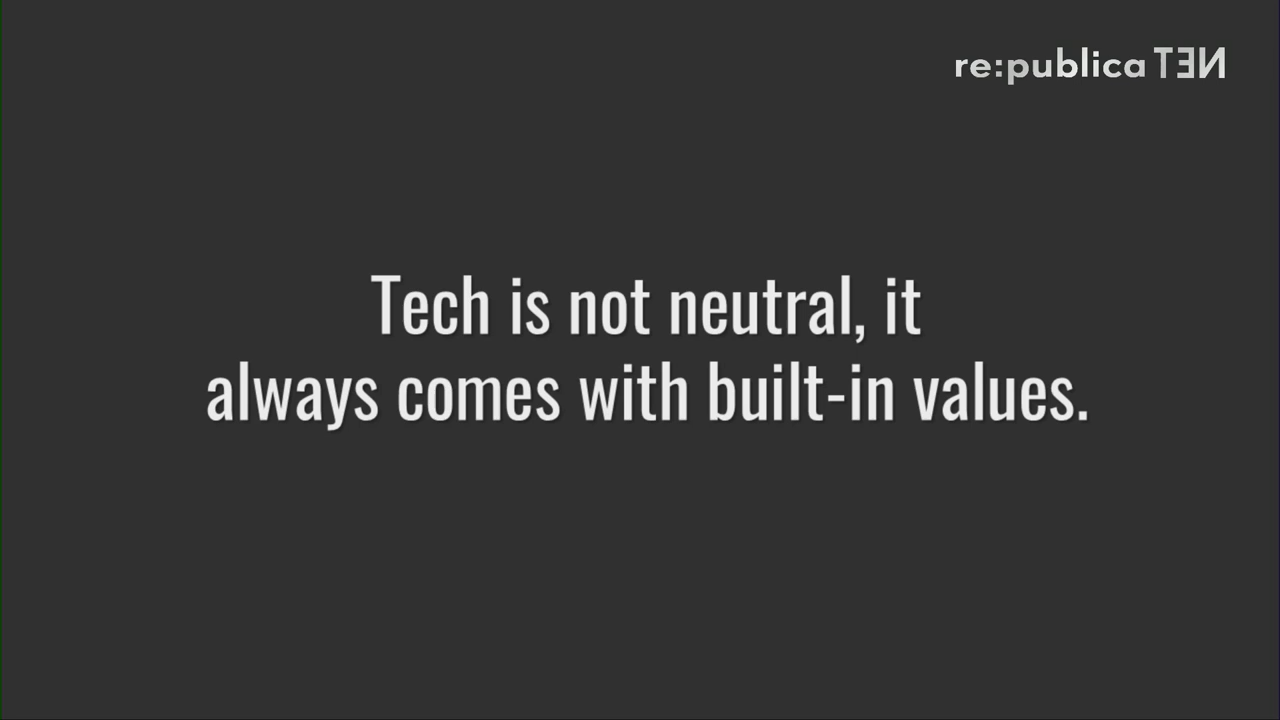 re:publica TEN
Tech is not neutral, it
always comes with built-in values.